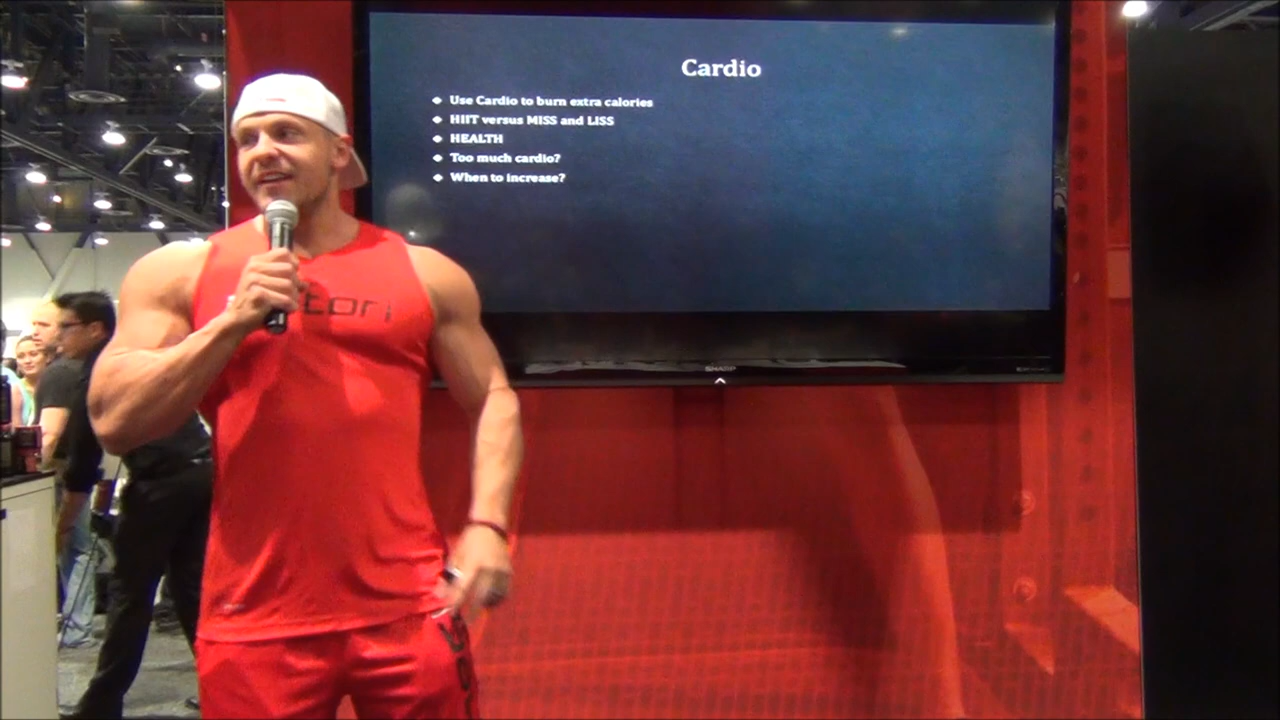 Cardio
Use Cardio to burn extra calories
HIIT versus MISS and LISS
HEALTH
Too much cardio?
When to increase?
SHARP